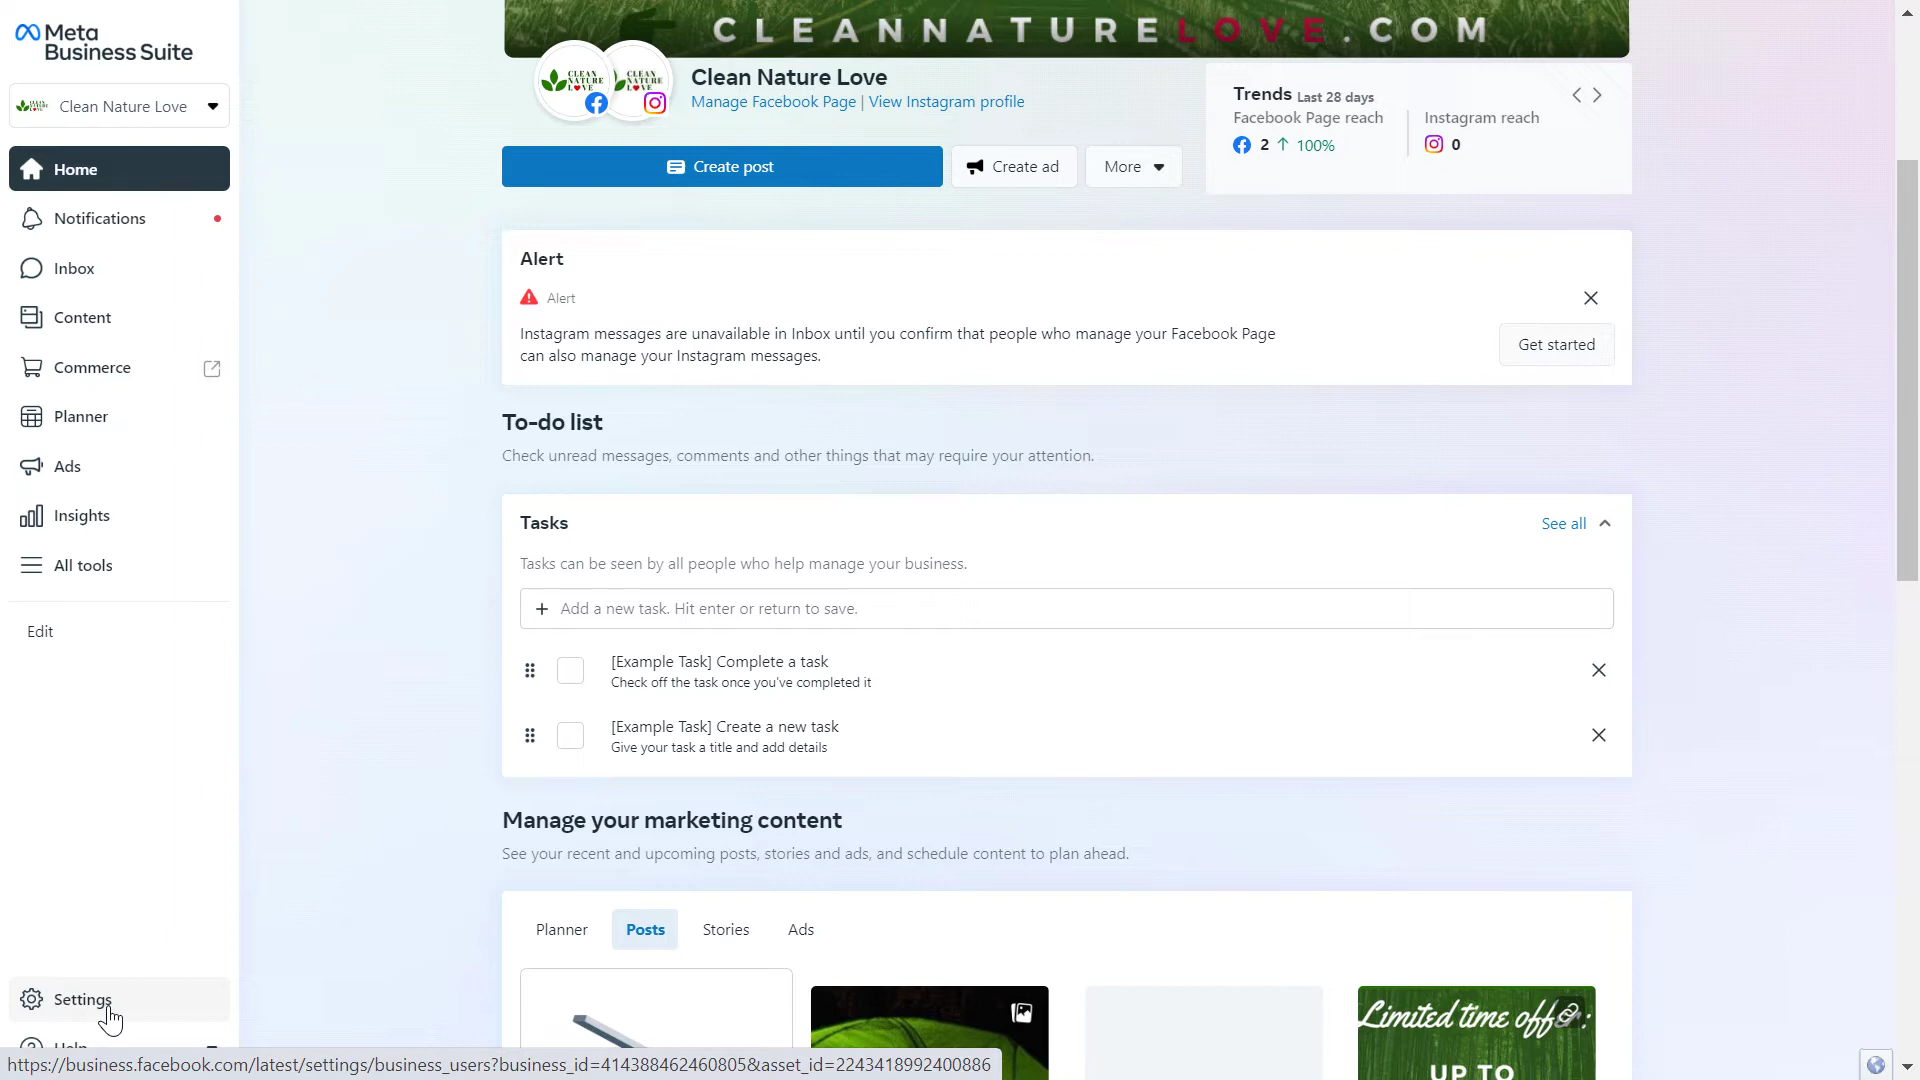 CLEANNATURELOVE.COM
Meta
Business Suite
Clean Nature Love
Home
Notifications
Inbox
Content
Commerce
Planner
Ads
Insights
All tools
Edit
Settings
Help
CLEAN
NATURE
LOVE
CLEAN
NATURE
LOVE
Clean Nature Love
Manage Facebook Page | View Instagram profile
Create post
Create ad
More
Trends Last 28 days
Facebook Page reach
2 ↑ 100%
Instagram reach
0
Alert
Alert
Instagram messages are unavailable in Inbox until you confirm that people who manage your Facebook Page
can also manage your Instagram messages.
Get started
To-do list
Check unread messages, comments and other things that may require your attention.
Tasks
See all
Tasks can be seen by all people who help manage your business.
+ Add a new task. Hit enter or return to save.
[Example Task] Complete a task
Check off the task once you've completed it
[Example Task] Create a new task
Give your task a title and add details
Manage your marketing content
See your recent and upcoming posts, stories and ads, and schedule content to plan ahead.
Planner
Posts
Stories
Ads
Limited time offer:
UP TO
https://business.facebook.com/latest/settings/business_users?business_id=414388462460805&asset_id=2243418992400886